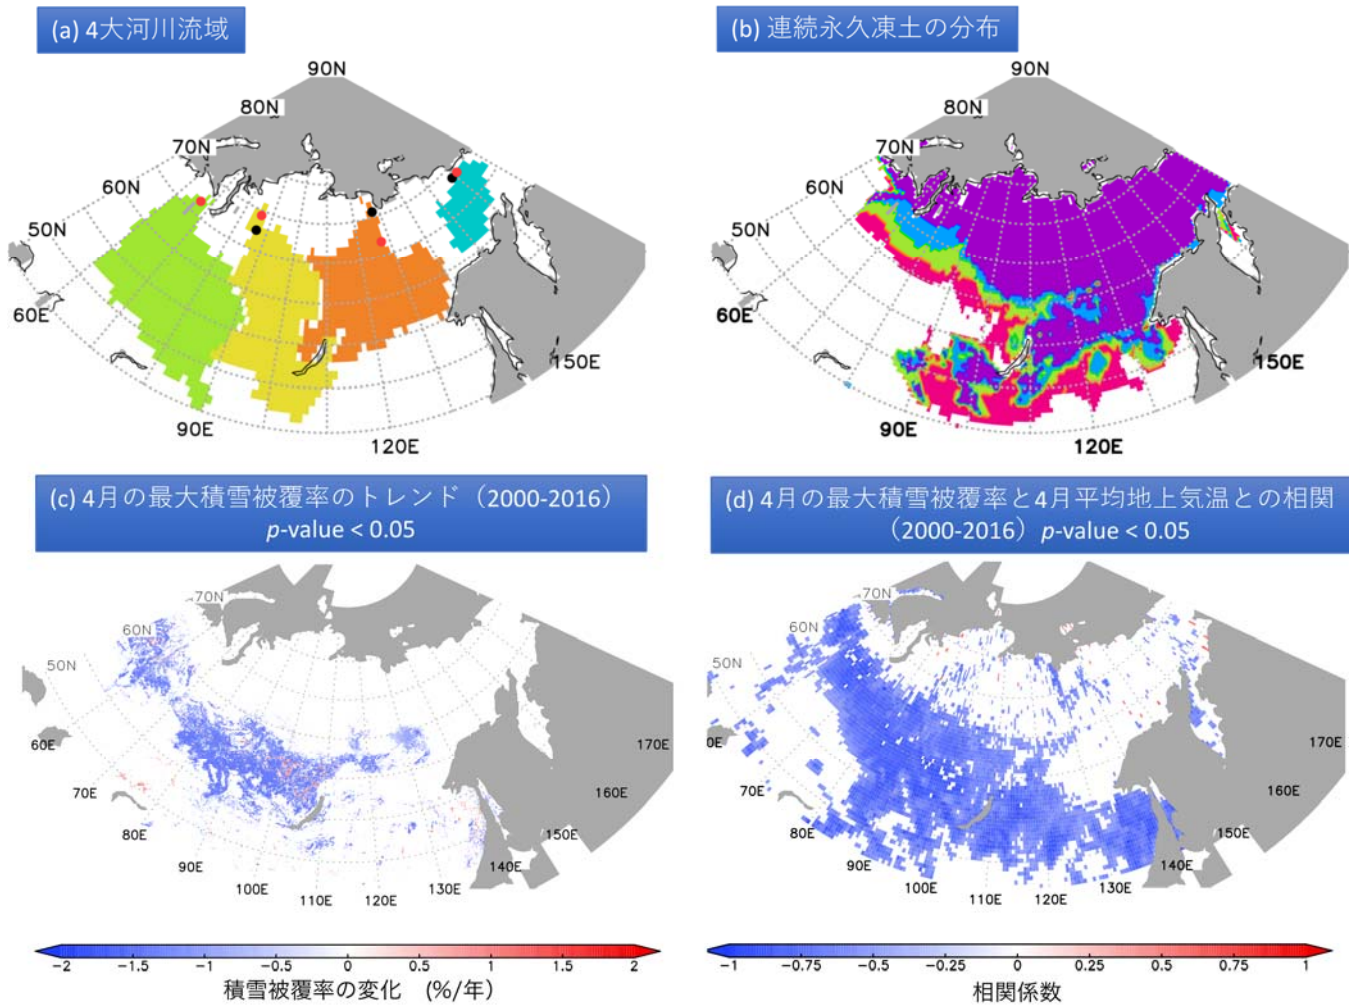 (a) 4大河川流域
90N
80N
70N
60N
50N
60E
90E
120E
150E
(b) 連続永久凍土の分布
90N
80N
70N
60N
50N
60E
90E
120E
150E
(c) 4月の最大積雪被覆率のトレンド（2000-2016）
p-value < 0.05
70N
60N
50N
60E
70E
80E
90E
100E
110E
120E
130E
140E
150E
160E
170E
-2 -1.5 -1 -0.5 0 0.5 1 1.5 2
積雪被覆率の変化 (%/年)
(d) 4月の最大積雪被覆率と4月平均地上気温との相関
（2000-2016）p-value < 0.05
70N
60N
50N
0E
70E
80E
90E
100E
110E
120E
130E
140E
150E
160E
170E
-1 -0.75 -0.5 -0.25 0 0.25 0.5 0.75 1
相関係数